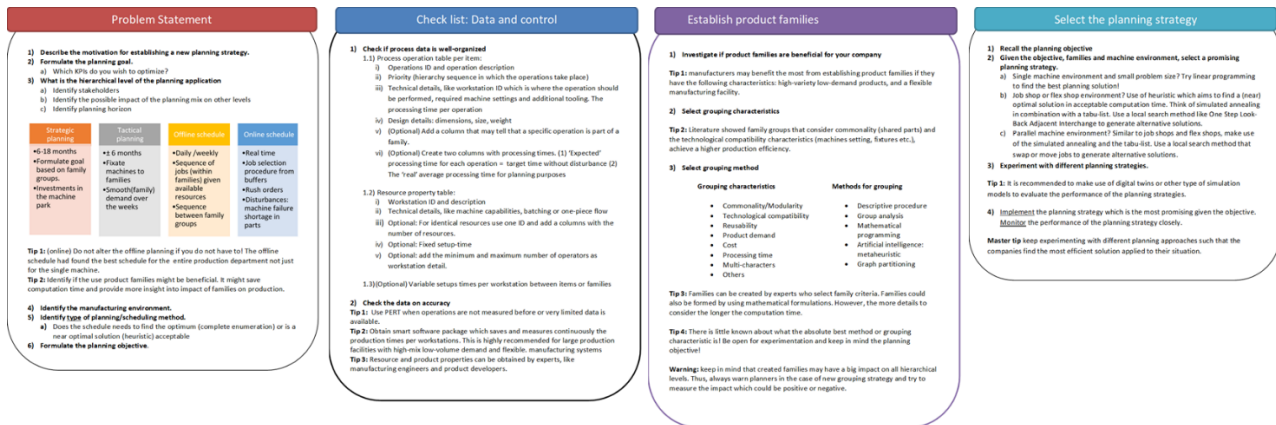 Problem Statement
1) Describe the motivation for establishing a new planning strategy.
2) Formulate the planning goal.
a) Which KPIs do you wish to optimize?
3) What is the hierarchical level of the planning application
a) Identify stakeholders
b) Identify the possible impact of the planning mix on other levels
c) Identify planning horizon
Strategic
planning
•6-18 months
•Formulate goal
based on family
groups.
•Investments in
the machine
park
Tactical
planning
•± 6 months
•Fixate
machines to
families
•Smooth(family)
demand over
the weeks
Offline schedule
•Daily /weekly
•Sequence of
jobs (within
families) given
available
resources
•Sequence
between family
groups
Online schedule
•Real time
•Job selection
procedure from
buffers
•Rush orders
•Disturbances:
machine failure
shortage in
parts
Tip 1: (online) Do not alter the offline planning if you do not have to! The offline
schedule had found the best schedule for the entire production department not just
for the single machine.
Tip 2: Identify if the use product families might be beneficial. It might save
computation time and provide more insight into impact of families on production.
4) Identify the manufacturing environment.
5) Identify type of planning/scheduling method.
a) Does the schedule needs to find the optimum (complete enumeration) or is a
near optimal solution (heuristic) acceptable
6) Formulate the planning objective.
Check list: Data and control
1) Check if process data is well-organized
1.1) Process operation table per item:
i) Operations ID and operation description
ii) Priority (hierarchy sequence in which the operations take place)
iii) Technical details, like workstation ID which is where the operation should
be performed, required machine settings and additional tooling. The
processing time per operation
iv) Design details: dimensions, size, weight
v) (Optional) Add a column that may tell that a specific operation is part of a
family.
vi) (Optional) Create two columns with processing times. (1) 'Expected'
processing time for each operation = target time without disturbance (2)
The 'real' average processing time for planning purposes
1.2) Resource property table:
i) Workstation ID and description
ii) Technical details, like machine capabilities, batching or one-piece flow
iii) Optional: For identical resources use one ID and add a columns with the
number of resources.
iv) Optional: Fixed setup-time
v) Optional: add the minimum and maximum number of operators as
workstation detail.
1.3)(Optional) Variable setups times per workstation between items or families
2) Check the data on accuracy
Tip 1: Use PERT when operations are not measured before or very limited data is
available.
Tip 2: Obtain smart software package which saves and measures continuously the
production times per workstations. This is highly recommended for large production
facilities with high-mix low-volume demand and flexible. manufacturing systems
Tip 3: Resource and product properties can be obtained by experts, like
manufacturing engineers and product developers.
Establish product families
1) Investigate if product families are beneficial for your company
Tip 1: manufacturers may benefit the most from establishing product families if they
have the following characteristics: high-variety low-demand products, and a flexible
manufacturing facility.
2) Select grouping characteristics
Tip 2: Literature showed family groups that consider commonality (shared parts) and
the technological compatibility characteristics (machines setting, fixtures etc.),
achieve a higher production efficiency.
3) Select grouping method
Grouping characteristics
• Commonality/Modularity
• Technological compatibility
• Reusability
• Product demand
• Cost
• Processing time
• Multi-characters
• Others
Methods for grouping
• Descriptive procedure
• Group analysis
• Mathematical
programming
• Artificial intelligence:
metaheuristic
• Graph partitioning
Tip 3: Families can be created by experts who select family criteria. Families could
also be formed by using mathematical formulations. However, the more details to
consider the longer the computation time.
Tip 4: There is little known about what the absolute best method or grouping
characteristic is! Be open for experimentation and keep in mind the planning
objective!
Warning: keep in mind that created families may have a big impact on all hierarchical
levels. Thus, always warn planners in the case of new grouping strategy and try to
measure the impact which could be positive or negative.
Select the planning strategy
1) Recall the planning objective
2) Given the objective, families and machine environment, select a promising
planning strategy.
a) Single machine environment and small problem size? Try linear programming
to find the best planning solution!
b) Job shop or flex shop environment? Use of heuristic which aims to find a (near)
optimal solution in acceptable computation time. Think of simulated annealing
in combination with a tabu-list. Use a local search method like One Step Look-
Back Adjacent Interchange to generate alternative solutions.
c) Parallel machine environment? Similar to job shops and flex shops, make use
of the simulated annealing and the tabu-list. Use a local search method that
swap or move jobs to generate alternative solutions.
3) Experiment with different planning strategies.
Tip 1: It is recommended to make use of digital twins or other type of simulation
models to evaluate the performance of the planning strategies.
4) Implement the planning strategy which is the most promising given the objective.
Monitor the performance of the planning strategy closely.
Master tip keep experimenting with different planning approaches such that the
companies find the most efficient solution applied to their situation.